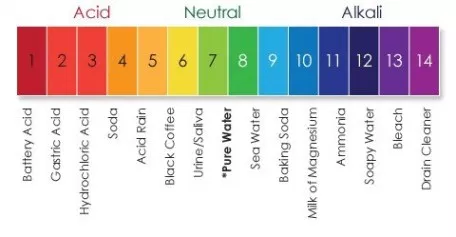 Acid Neutral Alkali
1 2 3 4 5 6 7 8 9 10 11 12 13 14
Battery Acid
Gastric Acid
Hydrochloric Acid
Soda
Acid Rain
Black Coffee
Urine/Saliva
*Pure Water
Sea Water
Baking Soda
Milk of Magnesium
Ammonia
Soapy Water
Bleach
Drain Cleaner